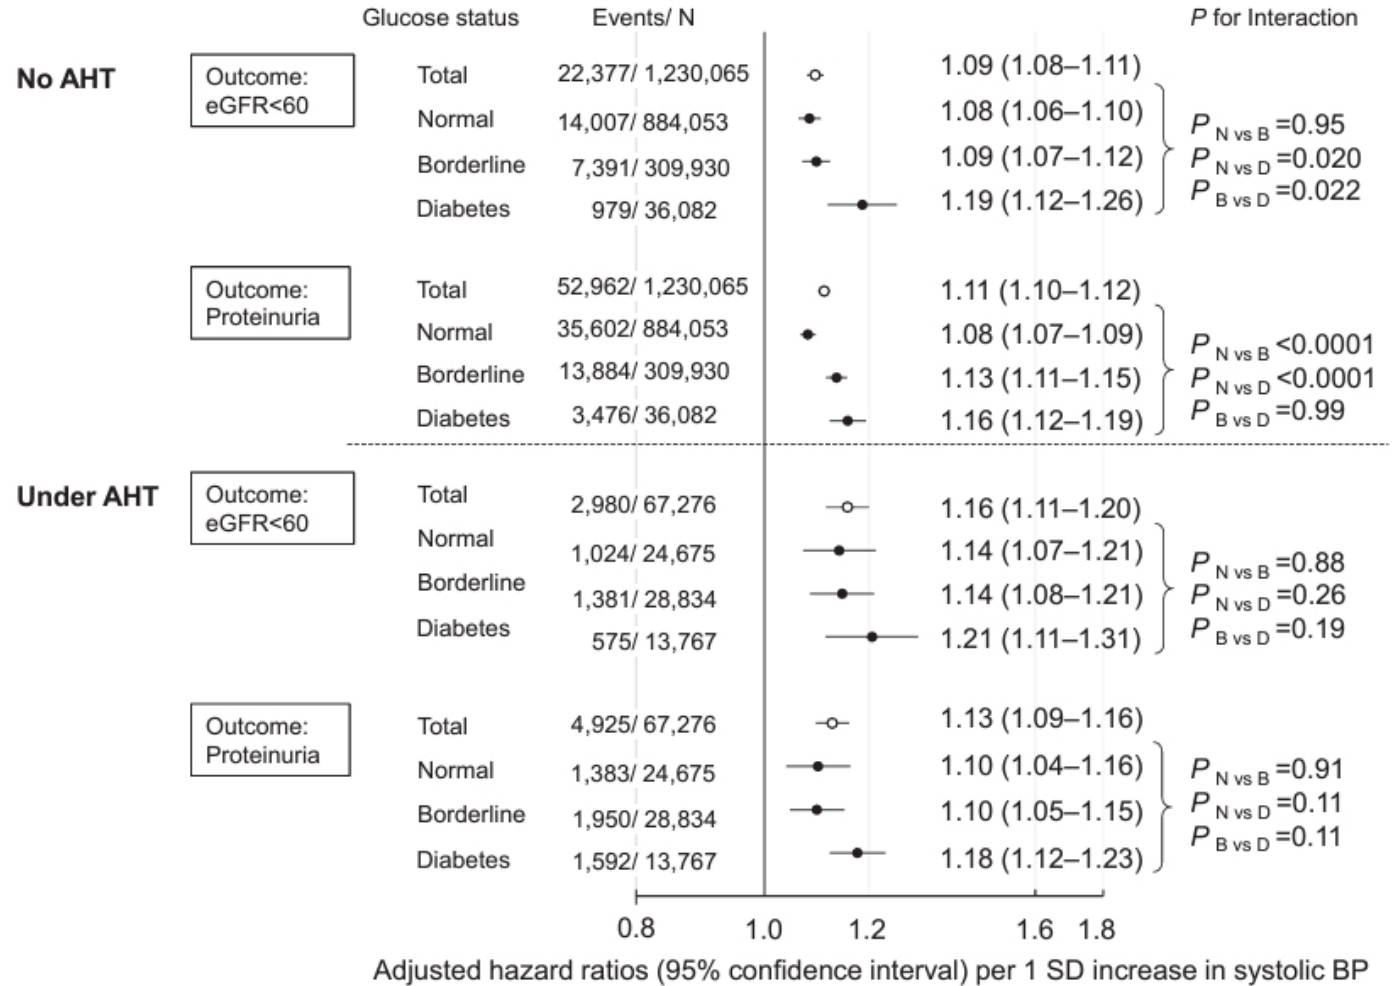 Glucose status Events/ N P for Interaction
No AHT
Outcome:
eGFR<60
Total 22,377/ 1,230,065 1.09 (1.08–1.11)
Normal 14,007/ 884,053 1.08 (1.06–1.10)
Borderline 7,391/ 309,930 1.09 (1.07–1.12)
Diabetes 979/ 36,082 1.19 (1.12–1.26)
P N vs B =0.95
P N vs D =0.020
P B vs D =0.022
Outcome:
Proteinuria
Total 52,962/ 1,230,065 1.11 (1.10–1.12)
Normal 35,602/ 884,053 1.08 (1.07–1.09)
Borderline 13,884/ 309,930 1.13 (1.11–1.15)
Diabetes 3,476/ 36,082 1.16 (1.12–1.19)
P N vs B <0.0001
P N vs D <0.0001
P B vs D =0.99
Under AHT
Outcome:
eGFR<60
Total 2,980/ 67,276 1.16 (1.11–1.20)
Normal 1,024/ 24,675 1.14 (1.07–1.21)
Borderline 1,381/ 28,834 1.14 (1.08–1.21)
Diabetes 575/ 13,767 1.21 (1.11–1.31)
P N vs B =0.88
P N vs D =0.26
P B vs D =0.19
Outcome:
Proteinuria
Total 4,925/ 67,276 1.13 (1.09–1.16)
Normal 1,383/ 24,675 1.10 (1.04–1.16)
Borderline 1,950/ 28,834 1.10 (1.05–1.15)
Diabetes 1,592/ 13,767 1.18 (1.12–1.23)
P N vs B =0.91
P N vs D =0.11
P B vs D =0.11
0.8 1.0 1.2 1.6 1.8
Adjusted hazard ratios (95% confidence interval) per 1 SD increase in systolic BP